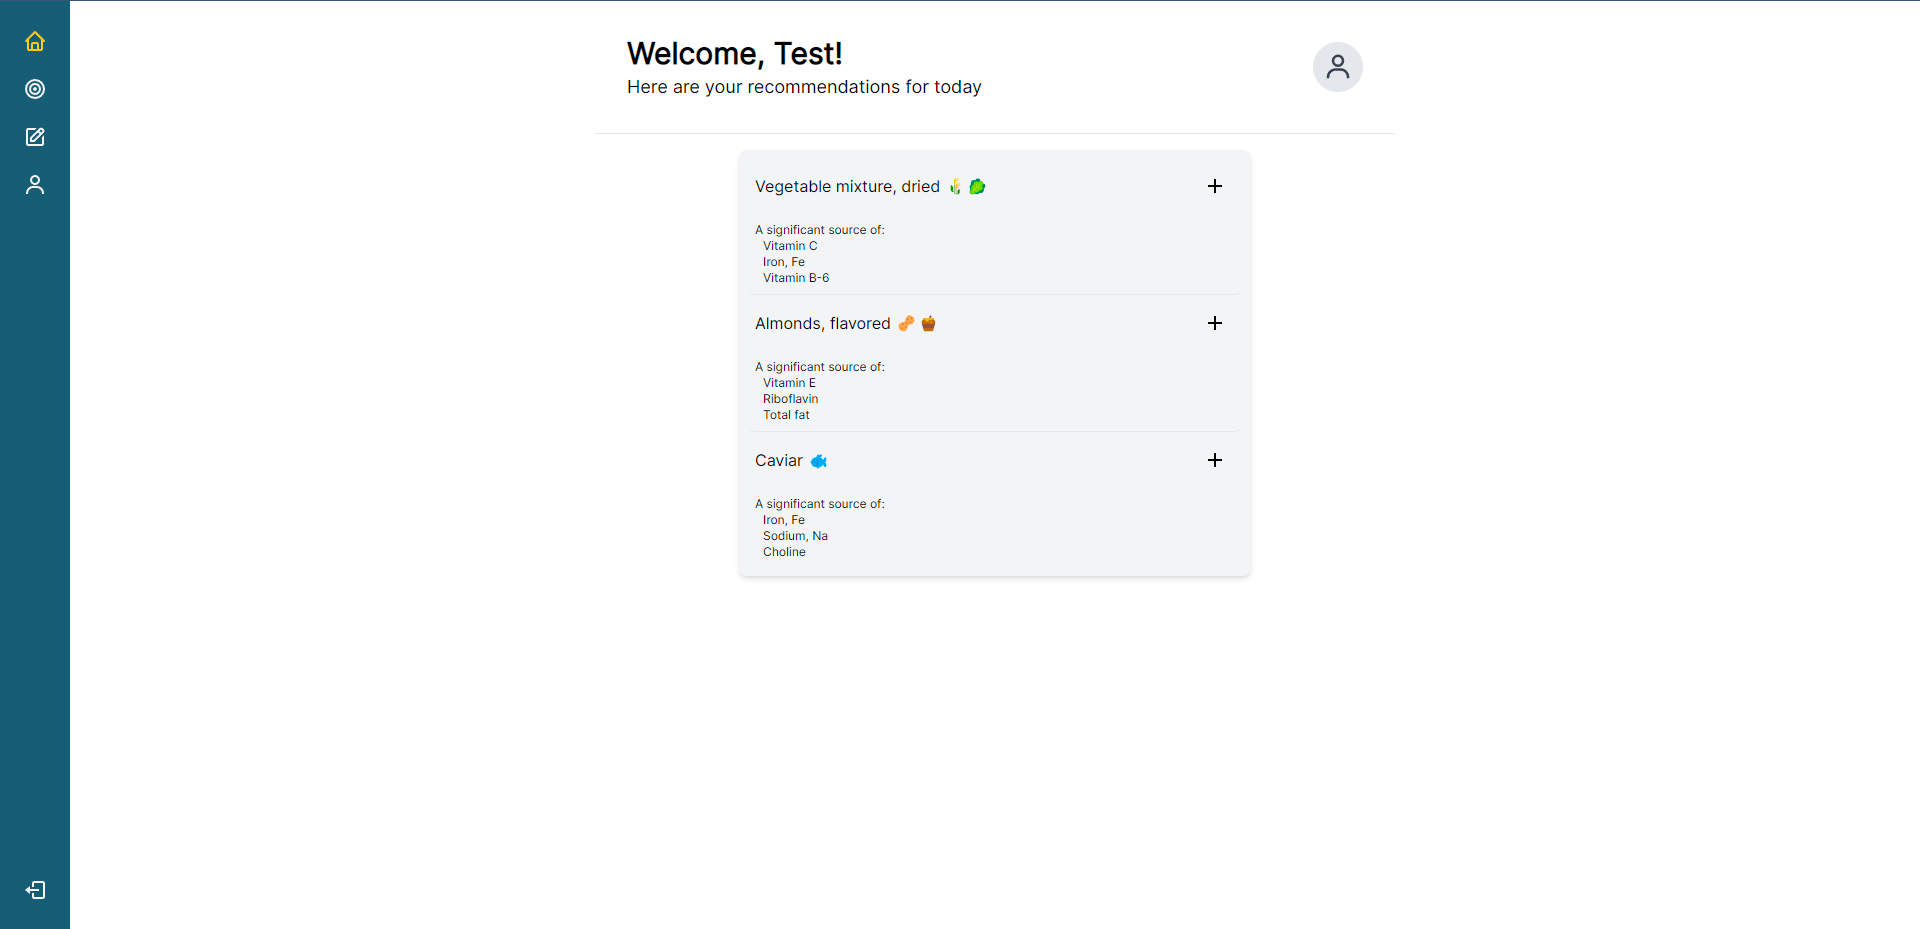 Welcome, Test!
Here are your recommendations for today
Vegetable mixture, dried
A significant source of:
Vitamin C
Iron, Fe
Vitamin B-6
Almonds, flavored
A significant source of:
Vitamin E
Riboflavin
Total fat
Caviar
A significant source of:
Iron, Fe
Sodium, Na
Choline